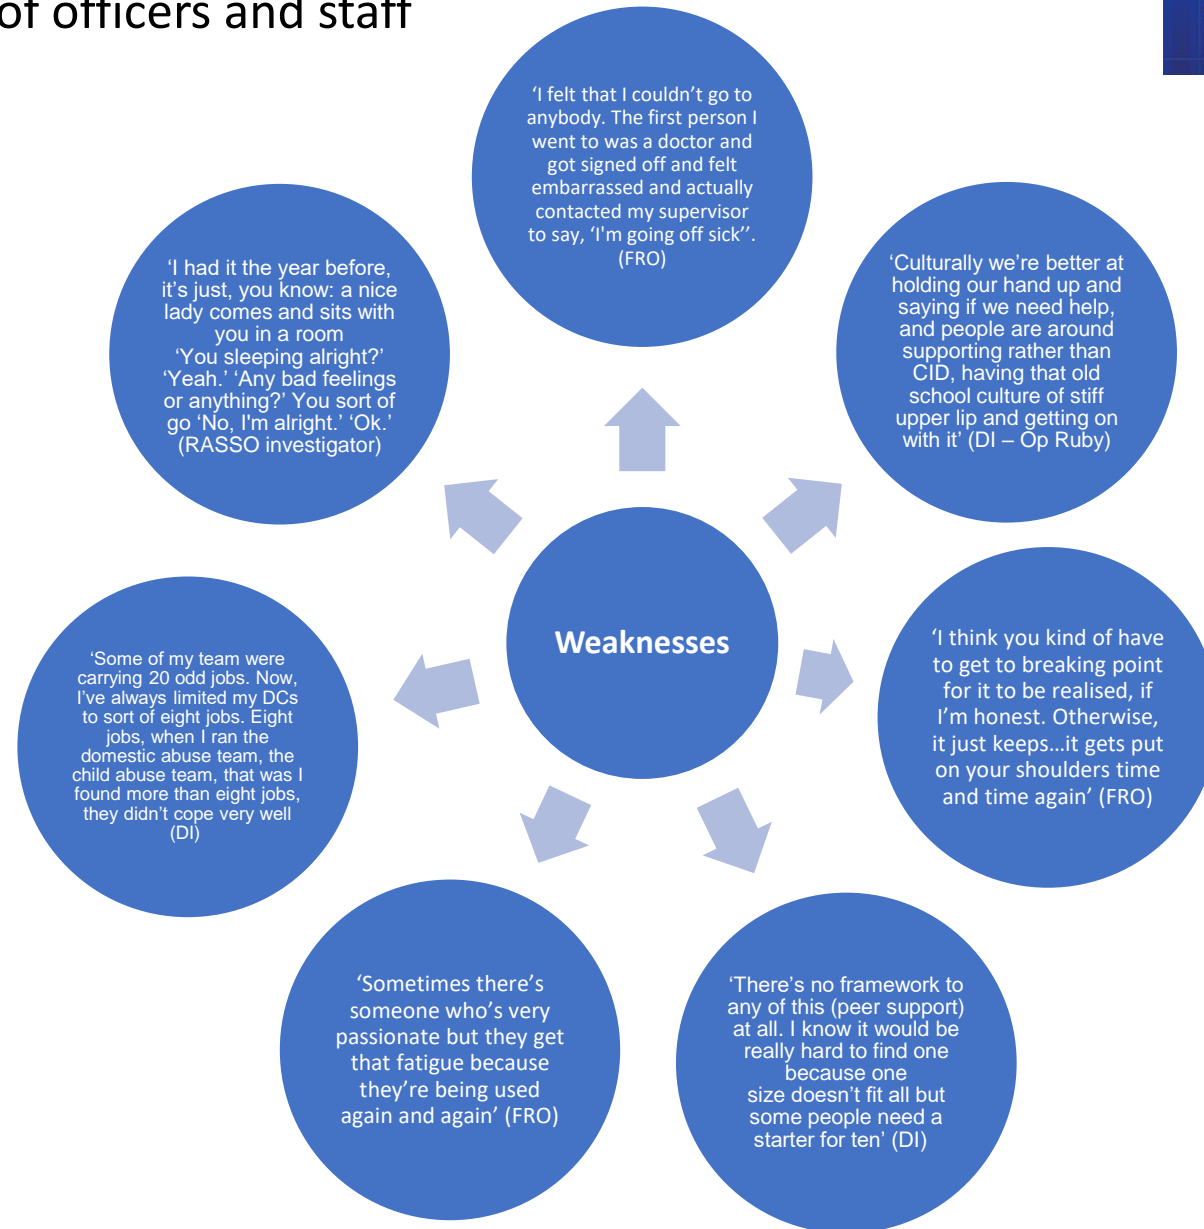 of officers and staff
‘I felt that I couldn’t go to
anybody. The first person I
went to was a doctor and
got signed off and felt
embarrassed and actually
contacted my supervisor
to say, ‘I'm going off sick’’.
(FRO)
‘Culturally we’re better at
holding our hand up and
saying if we need help,
and people are around
supporting rather than
CID, having that old
school culture of stiff
upper lip and getting on
with it’ (DI – Op Ruby)
‘I think you kind of have
to get to breaking point
for it to be realised, if
I’m honest. Otherwise,
it just keeps…it gets put
on your shoulders time
and time again’ (FRO)
‘There’s no framework to
any of this (peer support)
at all. I know it would be
really hard to find one
because one
size doesn’t fit all but
some people need a
starter for ten’ (DI)
‘Sometimes there’s
someone who’s very
passionate but they get
that fatigue because
they’re being used
again and again’ (FRO)
‘Some of my team were
carrying 20 odd jobs. Now,
I’ve always limited my DCs
to sort of eight jobs. Eight
jobs, when I ran the
domestic abuse team, the
child abuse team, that was I
found more than eight jobs,
they didn’t cope very well
(DI)
‘I had it the year before,
it’s just, you know: a nice
lady comes and sits with
you in a room
‘You sleeping alright?’
‘Yeah.’ ‘Any bad feelings
or anything?’ You sort of
go ‘No, I'm alright.’ ‘Ok.’
(RASSO investigator)
Weaknesses